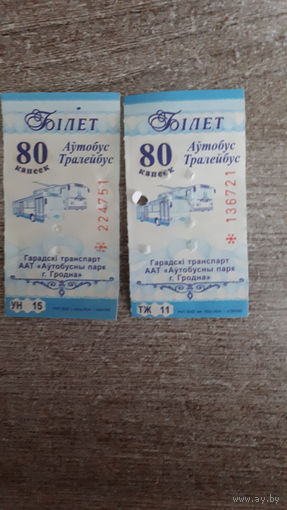 Білет
80
капеек
Аўтобус
Тралейбус
224751
Гарадскі транспарт
ААТ «Аўтобусны парк
г. Гродна»
УН 15
Білет
80
капеек
Аўтобус
Тралейбус
136721
Гарадскі транспарт
ААТ «Аўтобусны парк
г. Гродна»
ТЖ 11
www.ay.by